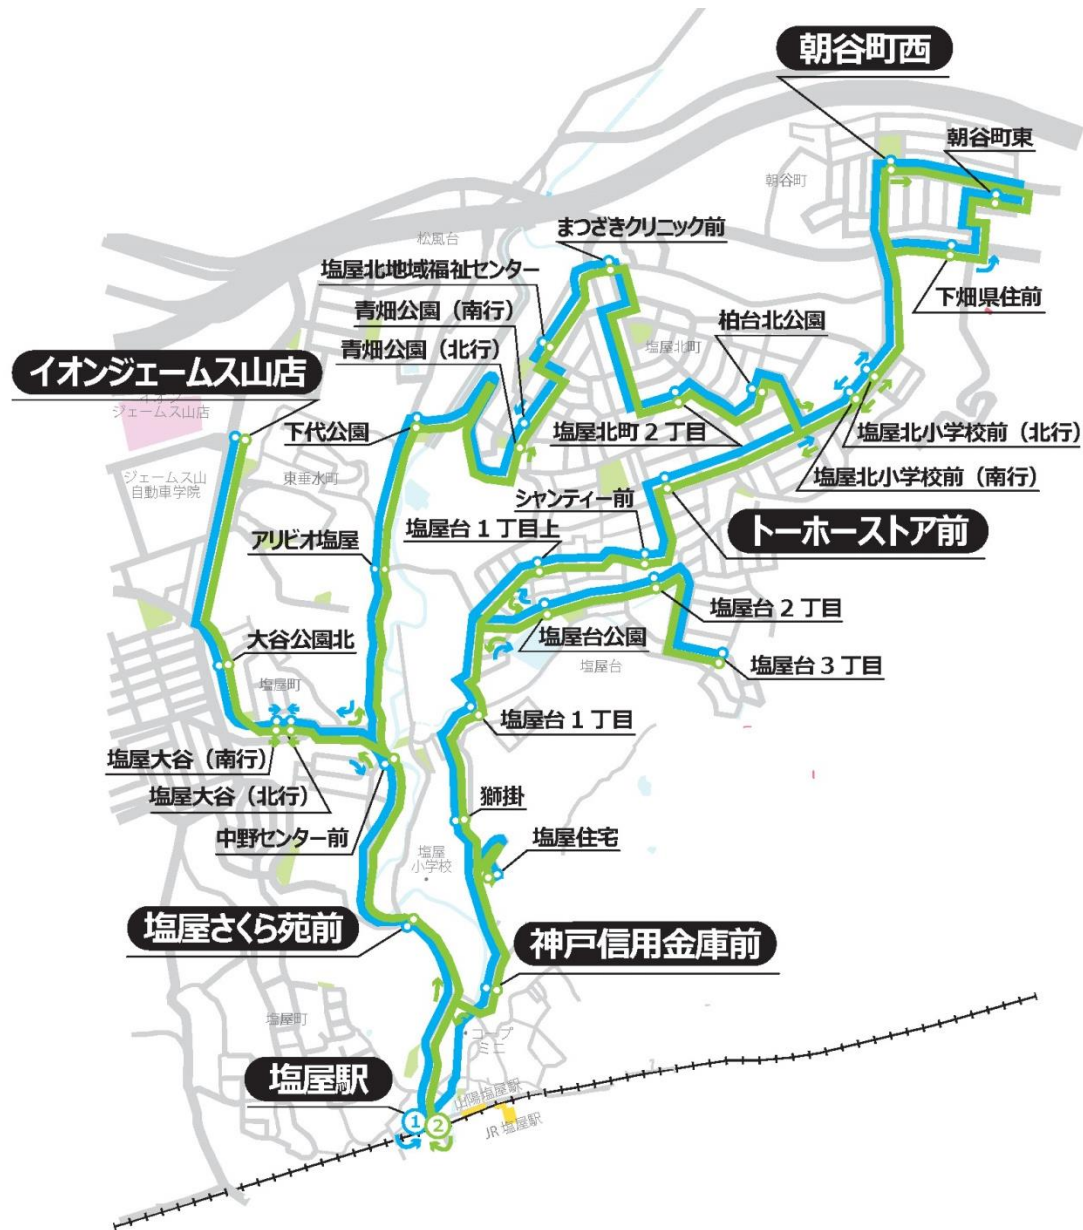 朝谷町西
朝谷町東
朝谷町
まつざきクリニック前
松風台
塩屋北地域福祉センター
下畑県住前
青畑公園（南行）
柏台北公園
青畑公園（北行）
塩屋北町
イオンジェームス山店
イオン
ジェームス山店
下代公園
塩屋北町２丁目
塩屋北小学校前（北行）
塩屋北小学校前（南行）
ジェームス山
自動車学院
東垂水町
シャンティー前
トーホーストア前
塩屋台１丁目上
アリビオ塩屋
塩屋台２丁目
塩屋台公園
大谷公園北
塩屋台
塩屋台３丁目
塩屋町
塩屋台１丁目
塩屋大谷（南行）
塩屋大谷（北行）
獅掛
中野センター前
塩屋住宅
塩屋
小学校
塩屋さくら苑前
神戸信用金庫前
塩屋町
コープ
ミニ
塩屋駅
山陽塩屋駅
1
2
JR 塩屋駅